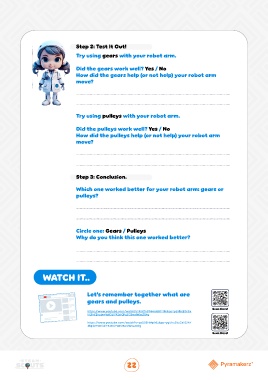 Step 2: Test it Out!
Try using gears with your robot arm.
Did the gears work well? Yes / No
How did the gears help (or not help) your robot arm
move?
Try using pulleys with your robot arm.
Did the pulleys work well? Yes / No
How did the pulleys help (or not help) your robot arm
move?
Step 3: Conclusion.
Which one worked better for your robot arm: gears or
pulleys?
Circle one: Gears / Pulleys
Why do you think this one worked better?
WATCH IT..
Let's remember together what are
gears and pulleys.
22
Pyramakerz